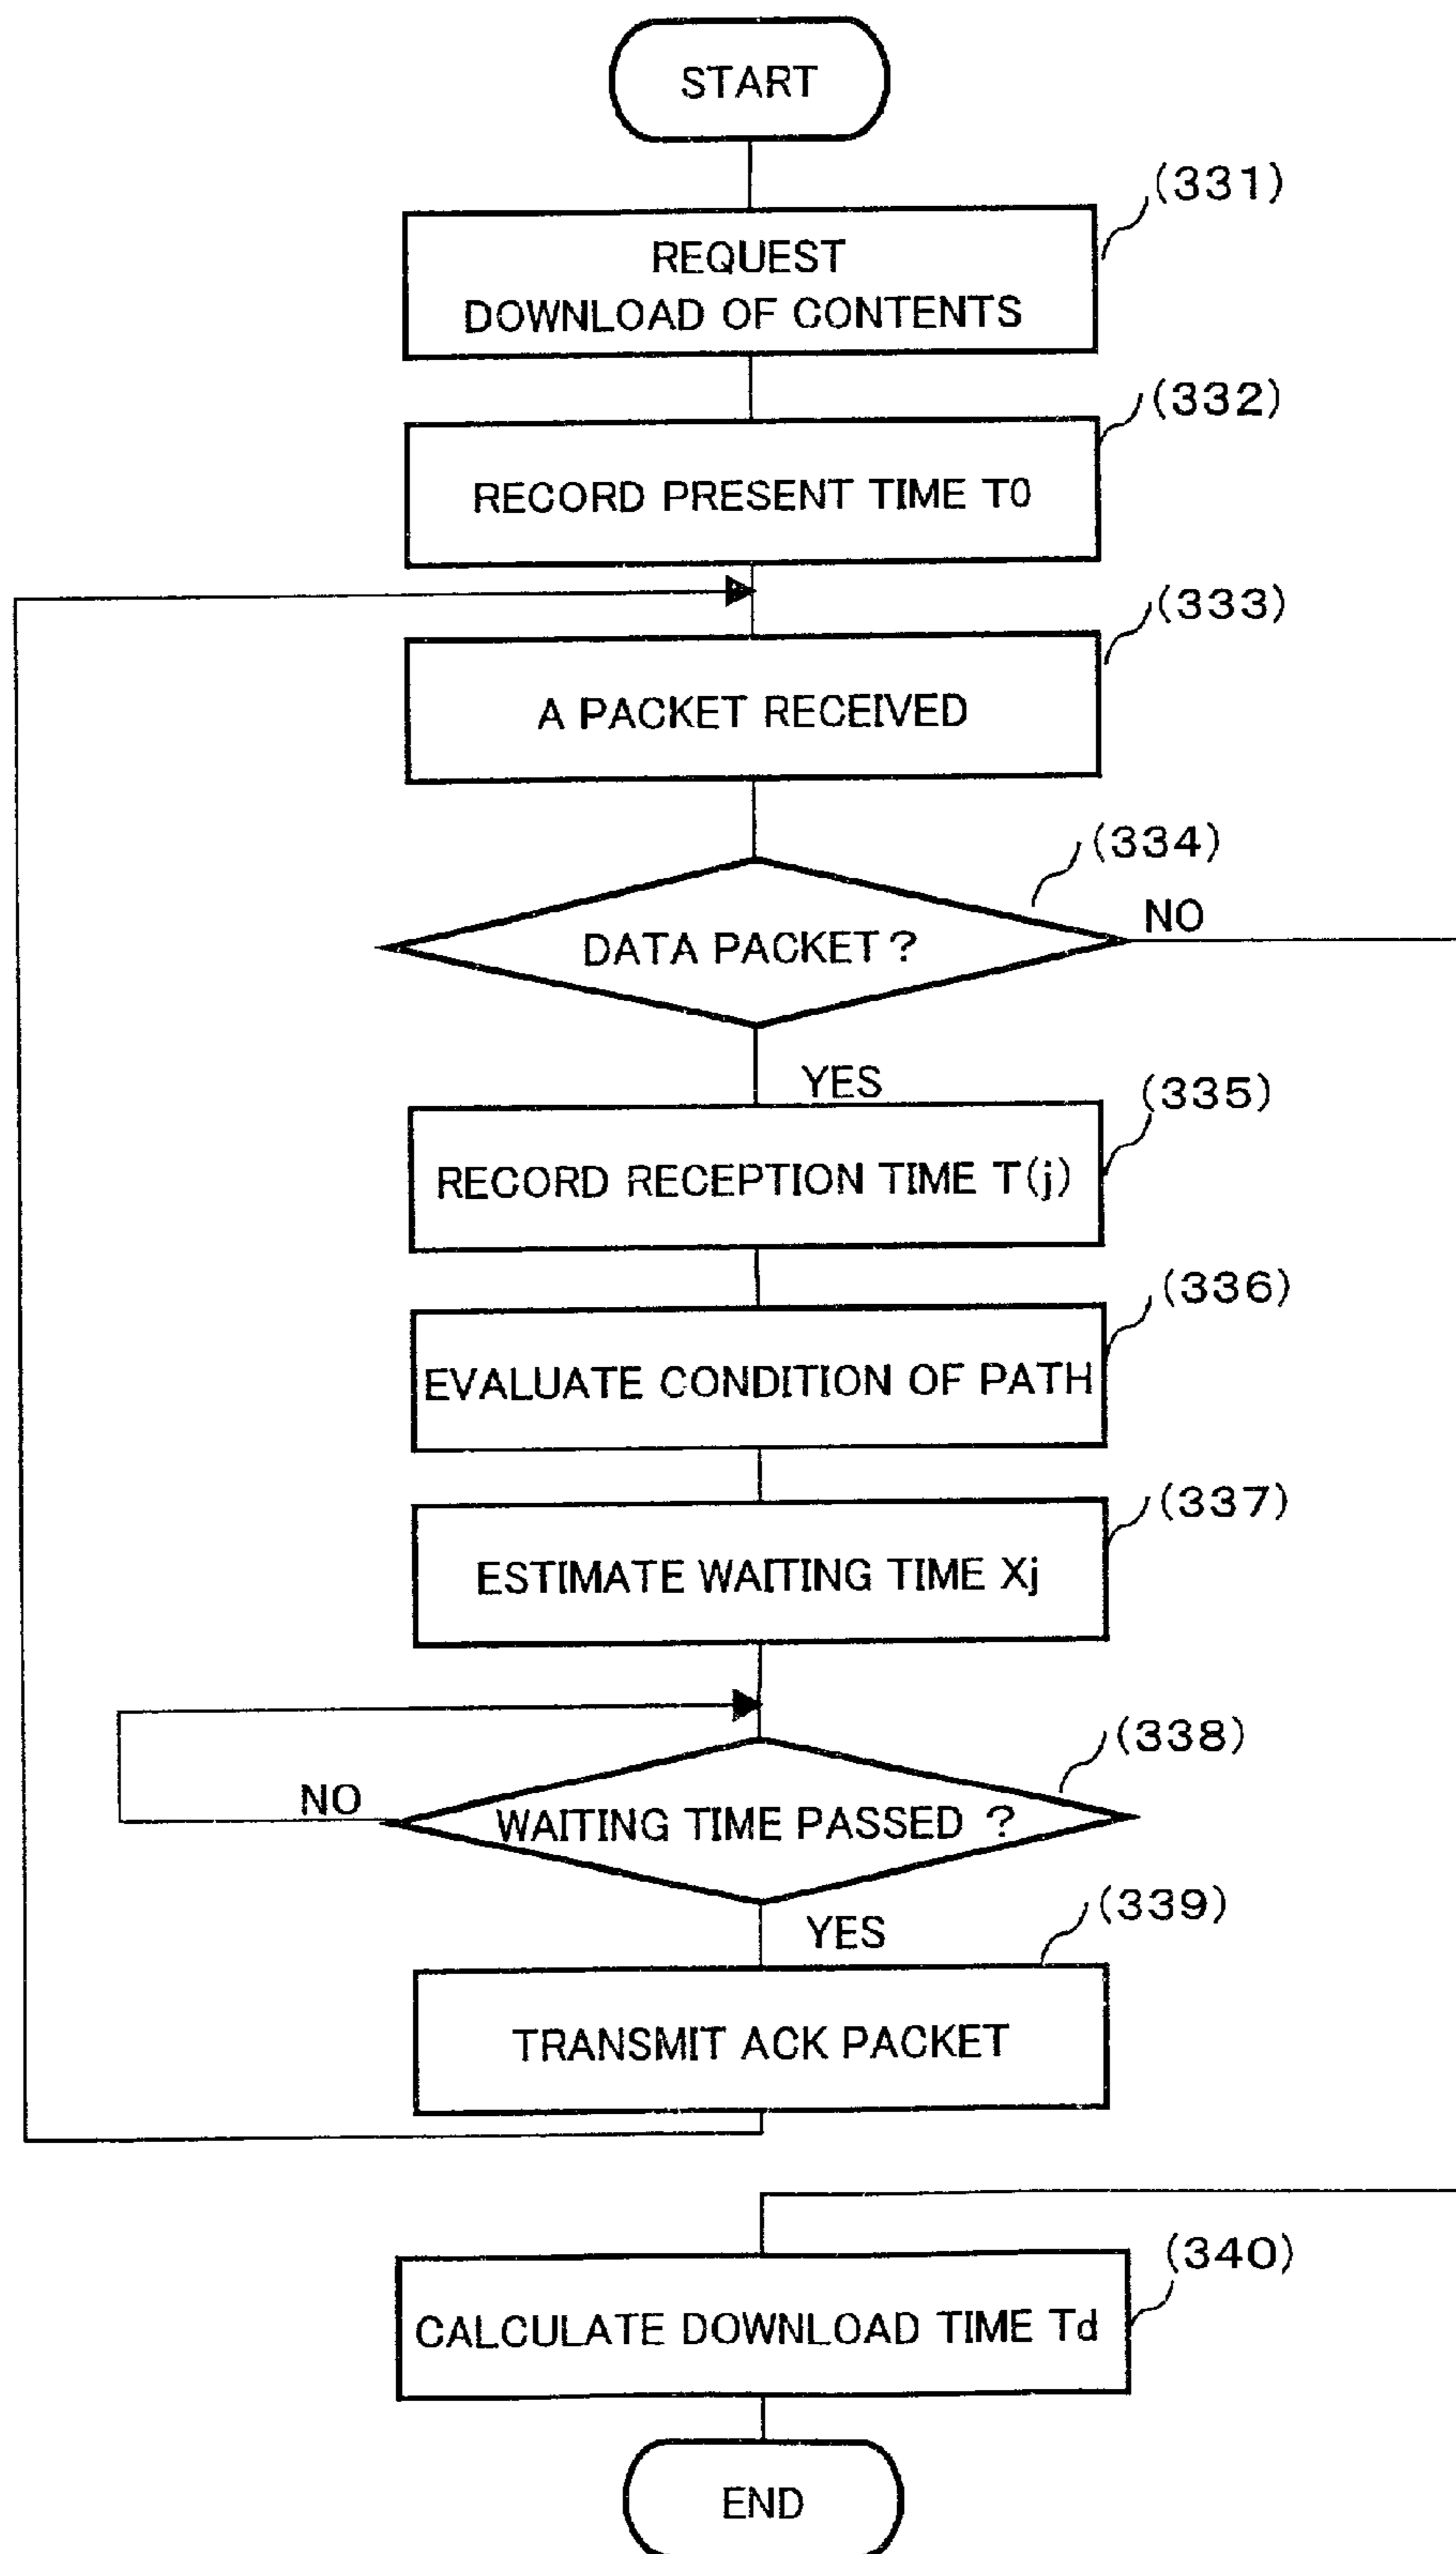 START
(331)
REQUEST
DOWNLOAD OF CONTENTS
(332)
RECORD PRESENT TIME T0
(333)
A PACKET RECEIVED
(334)
NO
DATA PACKET ?
YES
(335)
RECORD RECEPTION TIME T(j)
(336)
EVALUATE CONDITION OF PATH
(337)
ESTIMATE WAITING TIME Xj
(338)
NO
WAITING TIME PASSED ?
YES
(339)
TRANSMIT ACK PACKET
(340)
CALCULATE DOWNLOAD TIME Td
END